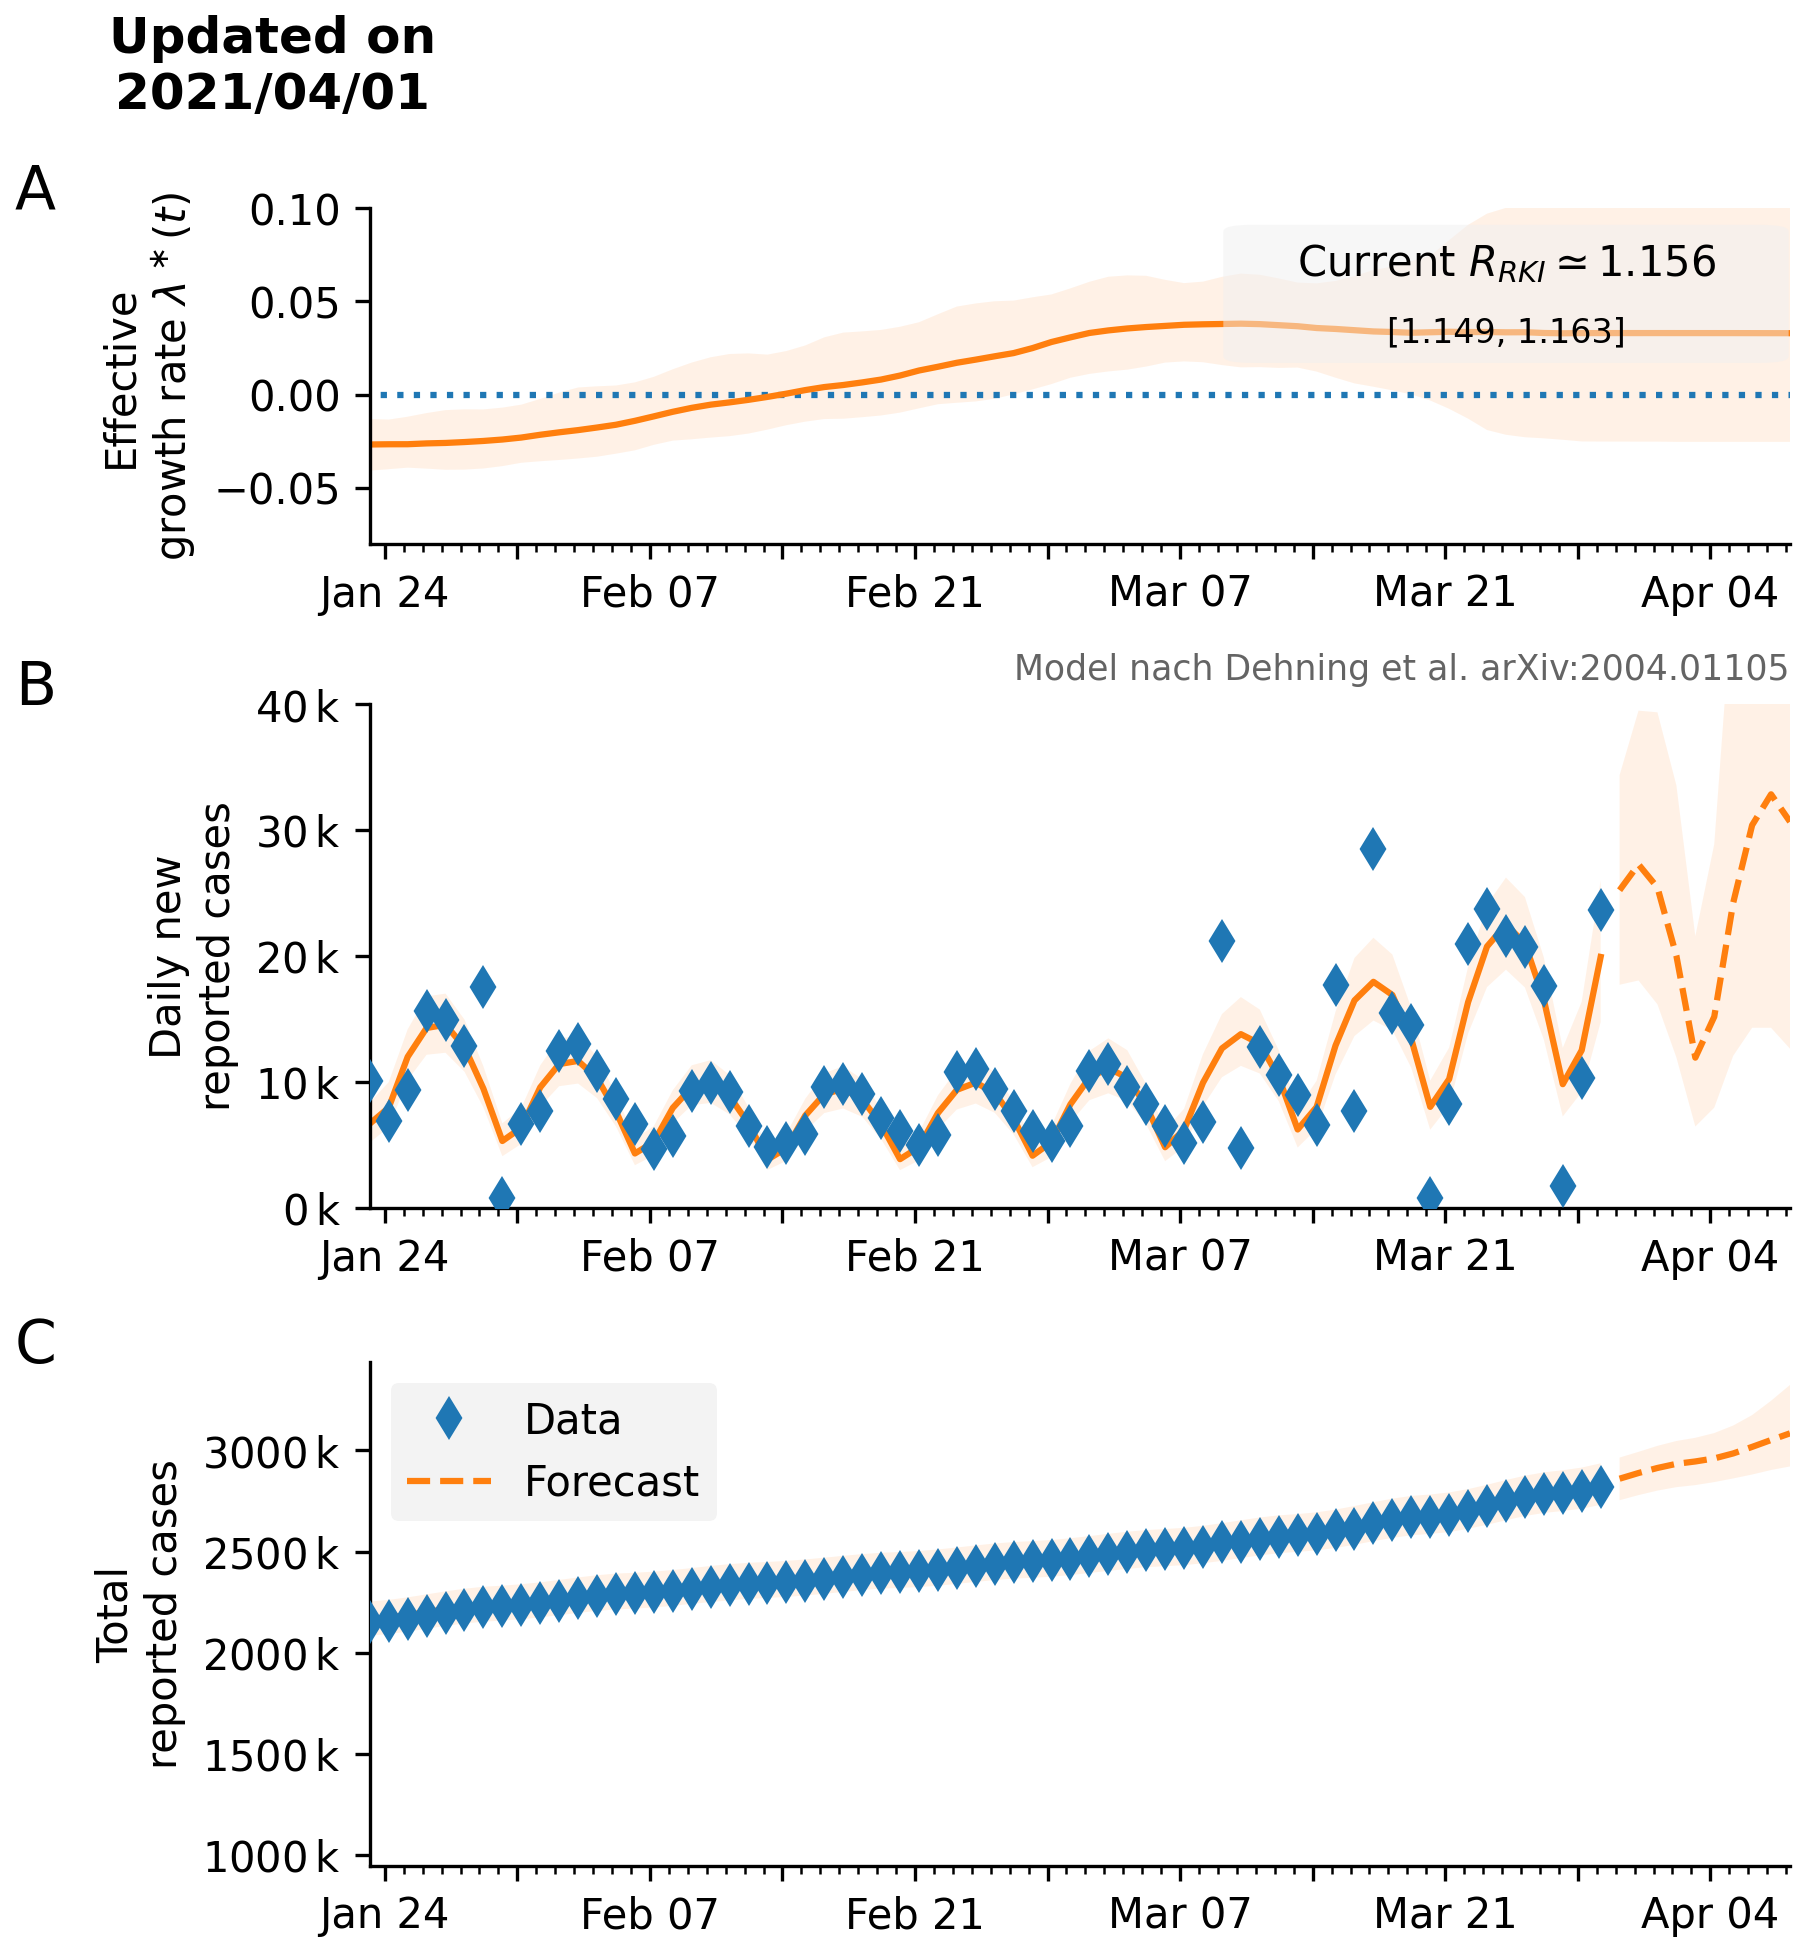 Updated on
2021/04/01
A
Effective
growth rate λ * (t)
0.10
0.05
0.00
−0.05
Current R_RKI ≃ 1.156
[1.149, 1.163]
Jan 24
Feb 07
Feb 21
Mar 07
Mar 21
Apr 04
B
Model nach Dehning et al. arXiv:2004.01105
Daily new
reported cases
40 k
30 k
20 k
10 k
0 k
Jan 24
Feb 07
Feb 21
Mar 07
Mar 21
Apr 04
C
Total
reported cases
Data
Forecast
3000 k
2500 k
2000 k
1500 k
1000 k
Jan 24
Feb 07
Feb 21
Mar 07
Mar 21
Apr 04